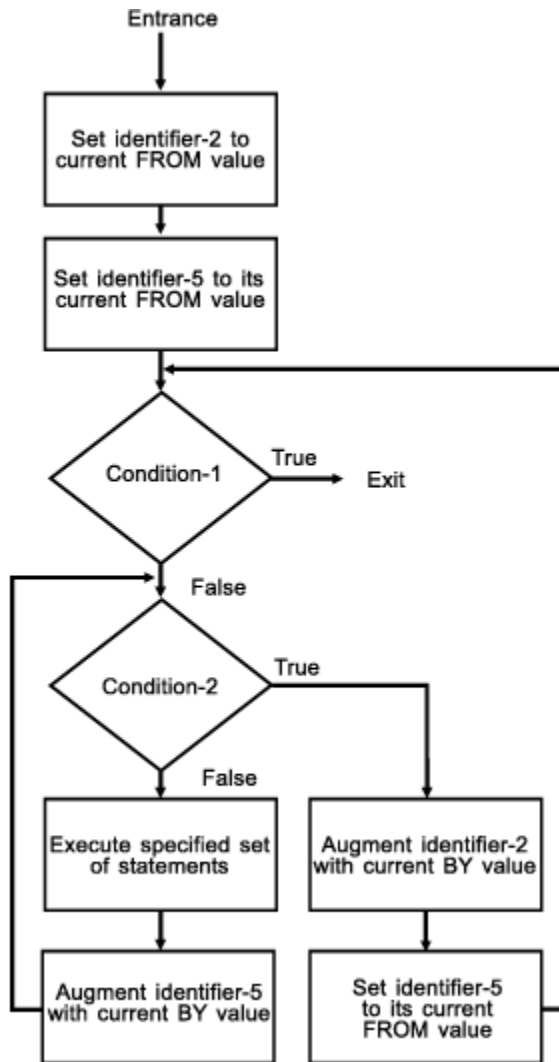 Entrance
Set identifier-2 to
current FROM value
Set identifier-5 to its
current FROM value
Condition-1
True
Exit
False
Condition-2
True
False
Execute specified set
of statements
Augment identifier-2
with current BY value
Augment identifier-5
with current BY value
Set identifier-5
to its current
FROM value